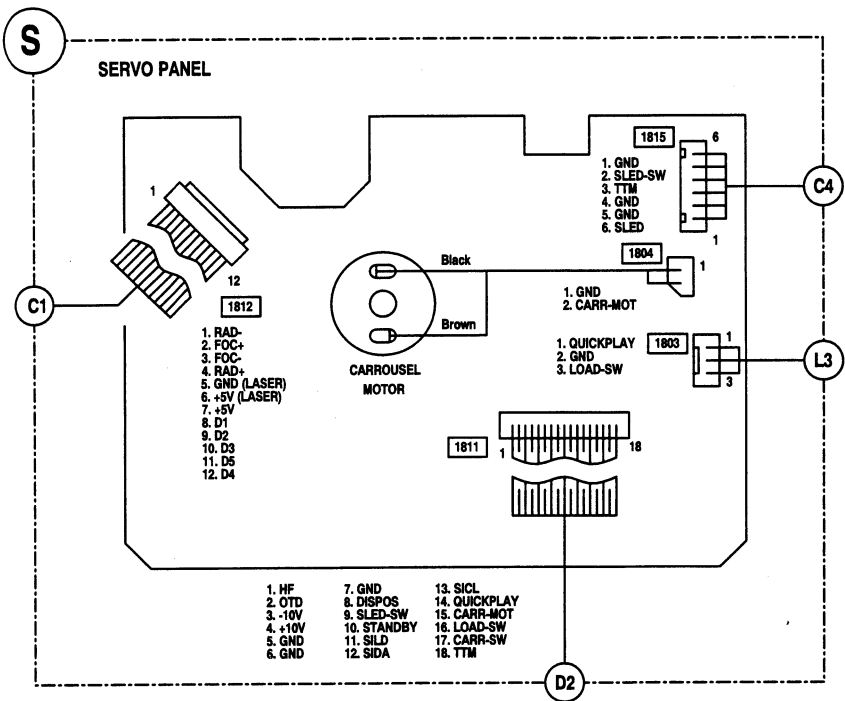 S
SERVO PANEL
1815
6
1. GND
2. SLED-SW
3. TTM
4. GND
5. GND
6. SLED
1
C4
1
12
C1
1812
1. RAD-
2. FOC+
3. FOC-
4. RAD+
5. GND (LASER)
6. +5V (LASER)
7. +5V
8. D1
9. D2
10. D3
11. D5
12. D4
Black
Brown
CARROUSEL
MOTOR
1804
1
1. GND
2. CARR-MOT
1803
1
3
1. QUICKPLAY
2. GND
3. LOAD-SW
L3
1811
1
18
1. HF
2. OTD
3. -10V
4. +10V
5. GND
6. GND
7. GND
8. DISPOS
9. SLED-SW
10. STANDBY
11. SILD
12. SIDA
13. SICL
14. QUICKPLAY
15. CARR-MOT
16. LOAD-SW
17. CARR-SW
18. TTM
D2